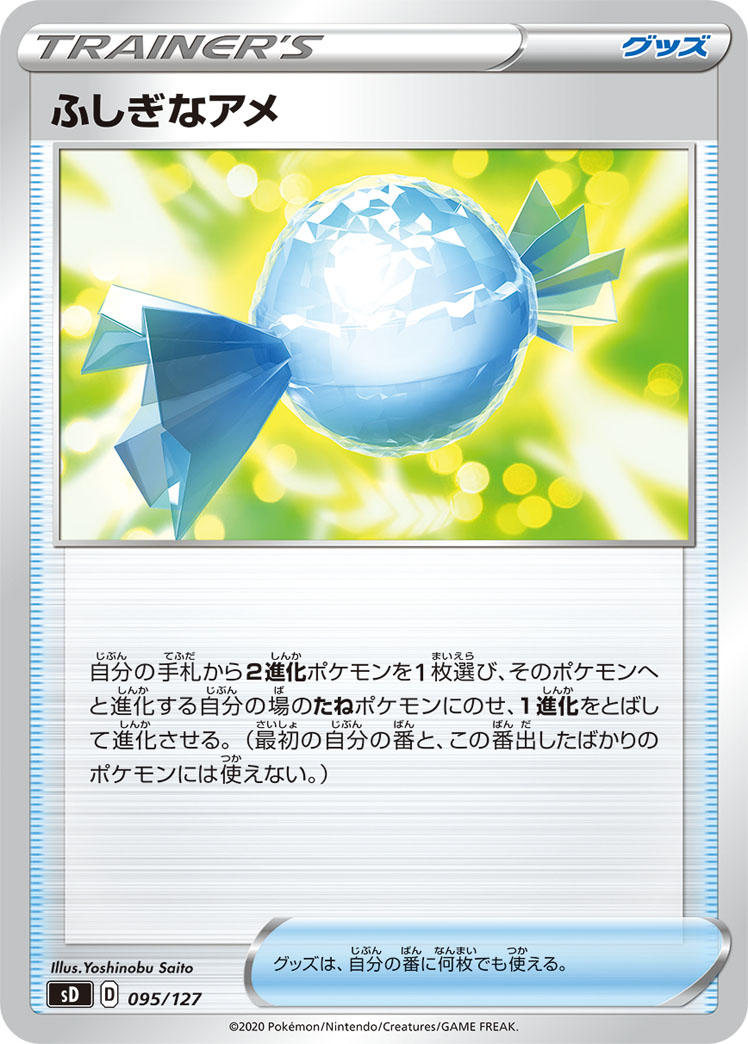 TRAINER'S
グッズ
ふしぎなアメ
自分の手札から2進化ポケモンを1枚選び、そのポケモンへ
と進化する自分の場のたねポケモンにのせ、1進化をとばし
て進化させる。（最初の自分の番と、この番出したばかりの
ポケモンには使えない。）
グッズは、自分の番に何枚でも使える。
Illus.Yoshinobu Saito
sD D 095/127
©2020 Pokémon/Nintendo/Creatures/GAME FREAK.